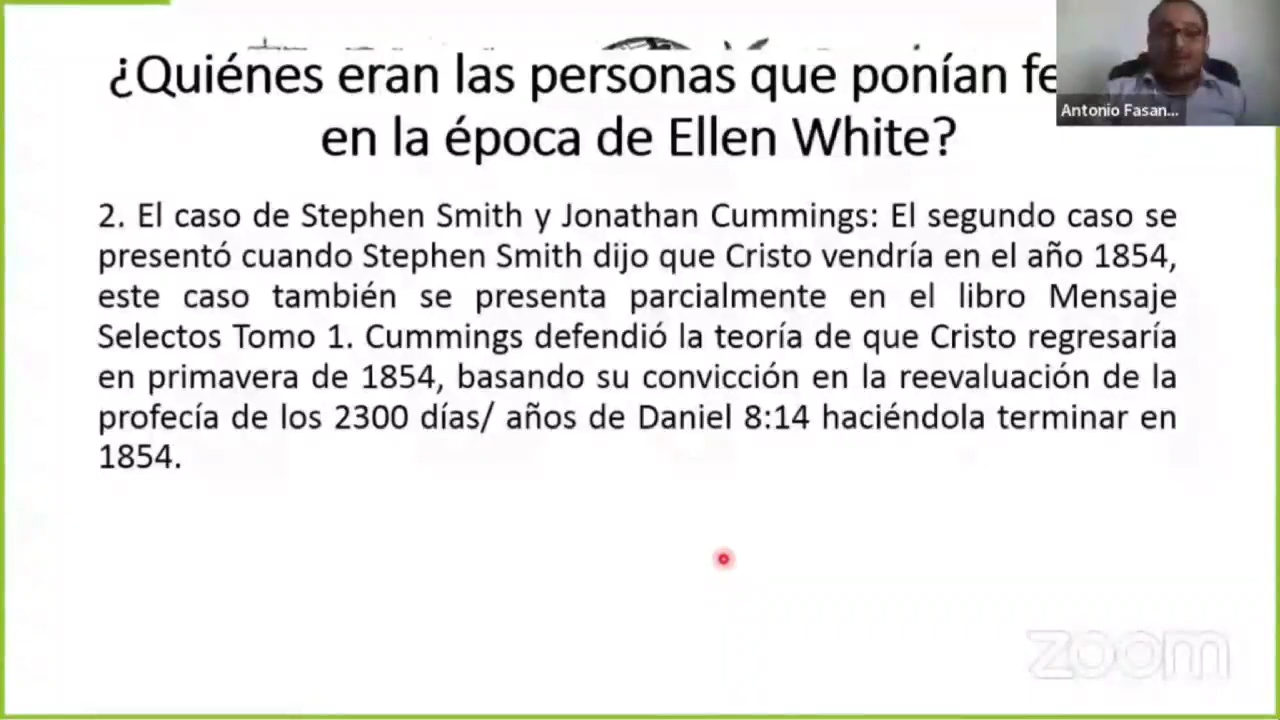 ¿Quiénes eran las personas que ponían fe
en la época de Ellen White?
Antonio Fasan...
2. El caso de Stephen Smith y Jonathan Cummings: El segundo caso se
presentó cuando Stephen Smith dijo que Cristo vendría en el año 1854,
este caso también se presenta parcialmente en el libro Mensaje
Selectos Tomo 1. Cummings defendió la teoría de que Cristo regresaría
en primavera de 1854, basando su convicción en la reevaluación de la
profecía de los 2300 días/ años de Daniel 8:14 haciéndola terminar en
1854.
zoom